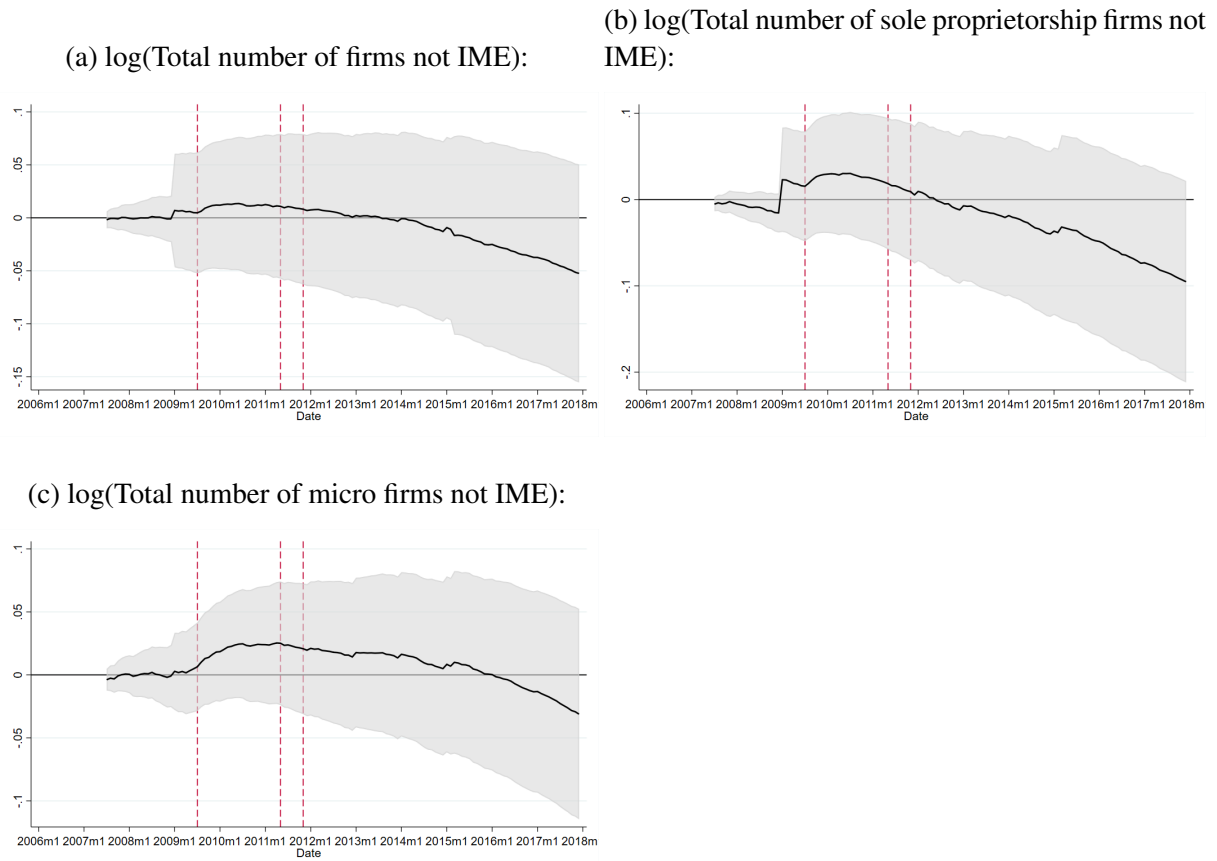 (a) log(Total number of firms not IME):
(b) log(Total number of sole proprietorship firms not
IME):
.1
.05
0
-.05
-.1
-.15
2006m1 2007m1 2008m1 2009m1 2010m1 2011m1 2012m1 2013m1 2014m1 2015m1 2016m1 2017m1 2018m1
Date
.1
0
-.1
-.2
2006m1 2007m1 2008m1 2009m1 2010m1 2011m1 2012m1 2013m1 2014m1 2015m1 2016m1 2017m1 2018m
Date
(c) log(Total number of micro firms not IME):
.1
.05
0
-.05
-.1
2006m1 2007m1 2008m1 2009m1 2010m1 2011m1 2012m1 2013m1 2014m1 2015m1 2016m1 2017m1 2018m1
Date